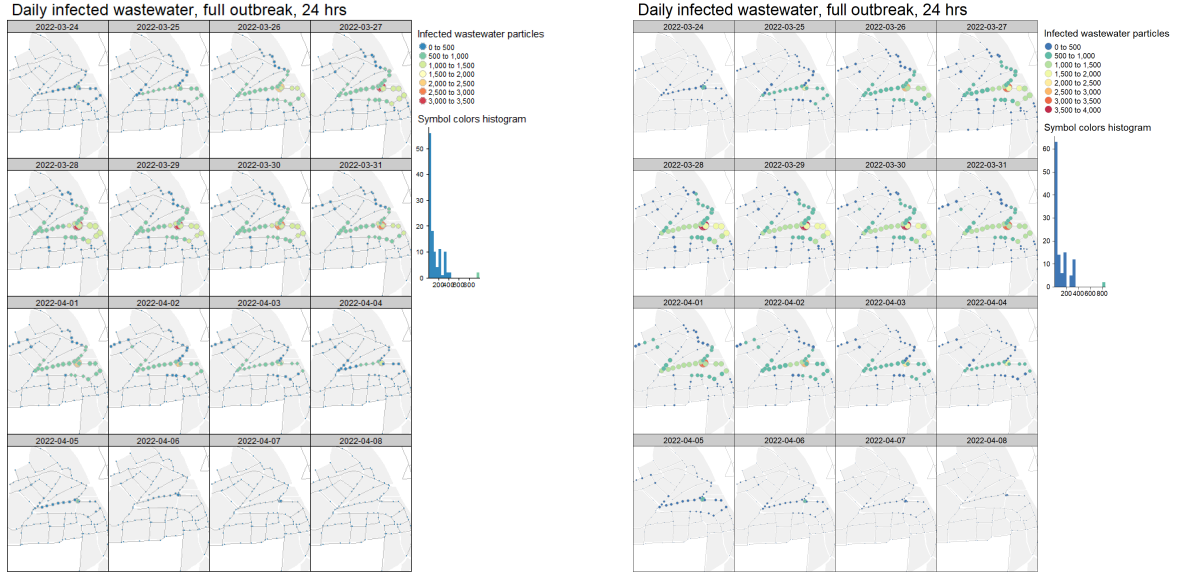 Daily infected wastewater, full outbreak, 24 hrs
2022-03-24 2022-03-25 2022-03-26 2022-03-27
2022-03-28 2022-03-29 2022-03-30 2022-03-31
2022-04-01 2022-04-02 2022-04-03 2022-04-04
2022-04-05 2022-04-06 2022-04-07 2022-04-08
Infected wastewater particles
0 to 500
500 to 1,000
1,000 to 1,500
1,500 to 2,000
2,000 to 2,500
2,500 to 3,000
3,000 to 3,500
Symbol colors histogram
50
40
30
20
10
0
200 400 600 800
Daily infected wastewater, full outbreak, 24 hrs
2022-03-24 2022-03-25 2022-03-26 2022-03-27
2022-03-28 2022-03-29 2022-03-30 2022-03-31
2022-04-01 2022-04-02 2022-04-03 2022-04-04
2022-04-05 2022-04-06 2022-04-07 2022-04-08
Infected wastewater particles
0 to 500
500 to 1,000
1,000 to 1,500
1,500 to 2,000
2,000 to 2,500
2,500 to 3,000
3,000 to 3,500
3,500 to 4,000
Symbol colors histogram
60
50
40
30
20
10
0
200 400 600 800